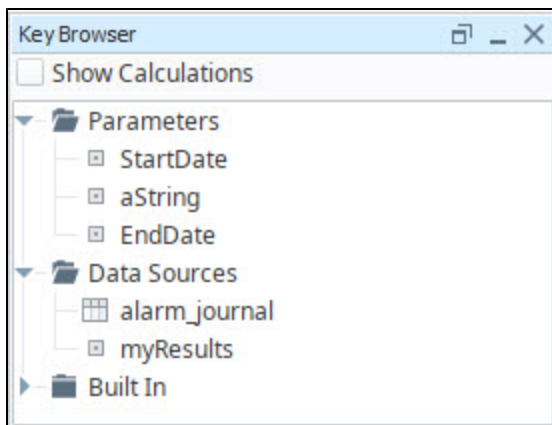 Key Browser
Show Calculations
Parameters
StartDate
aString
EndDate
Data Sources
alarm_journal
myResults
Built In